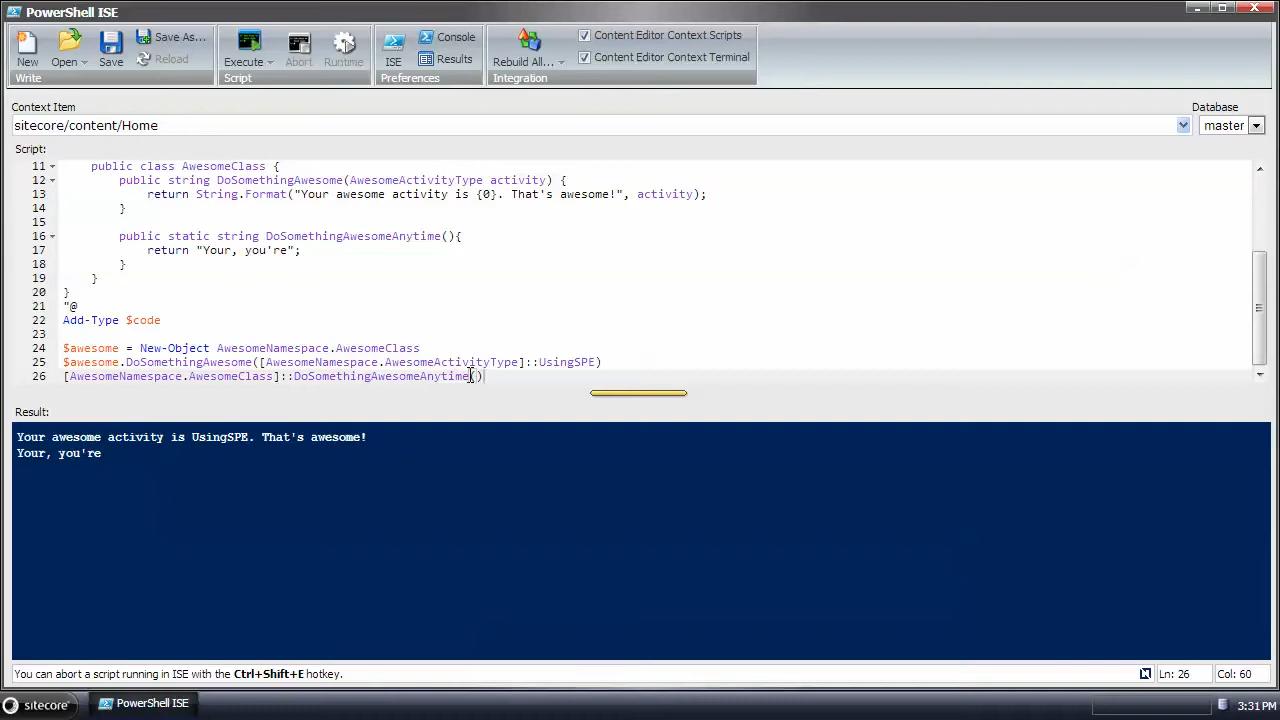 PowerShell ISE
New
Open
Save
Save As...
Reload
Write
Execute
Abort
Runtime
Script
ISE
Console
Results
Preferences
Rebuild All...
Content Editor Context Scripts
Content Editor Context Terminal
Integration
Context Item
Database
sitecore/content/Home
master
Script:
11 public class AwesomeClass {
12 public string DoSomethingAwesome(AwesomeActivityType activity) {
13 return String.Format("Your awesome activity is {0}. That's awesome!", activity);
14 }
15
16 public static string DoSomethingAwesomeAnytime(){
17 return "Your, you're";
18 }
19 }
20 }
21 "@
22 Add-Type $code
23
24 $awesome = New-Object AwesomeNamespace.AwesomeClass
25 $awesome.DoSomethingAwesome([AwesomeNamespace.AwesomeActivityType]::UsingSPE)
26 [AwesomeNamespace.AwesomeClass]::DoSomethingAwesomeAnytime()
Result:
Your awesome activity is UsingSPE. That's awesome!
Your, you're
You can abort a script running in ISE with the Ctrl+Shift+E hotkey.
Ln: 26
Col: 60
sitecore
PowerShell ISE
3:31 PM